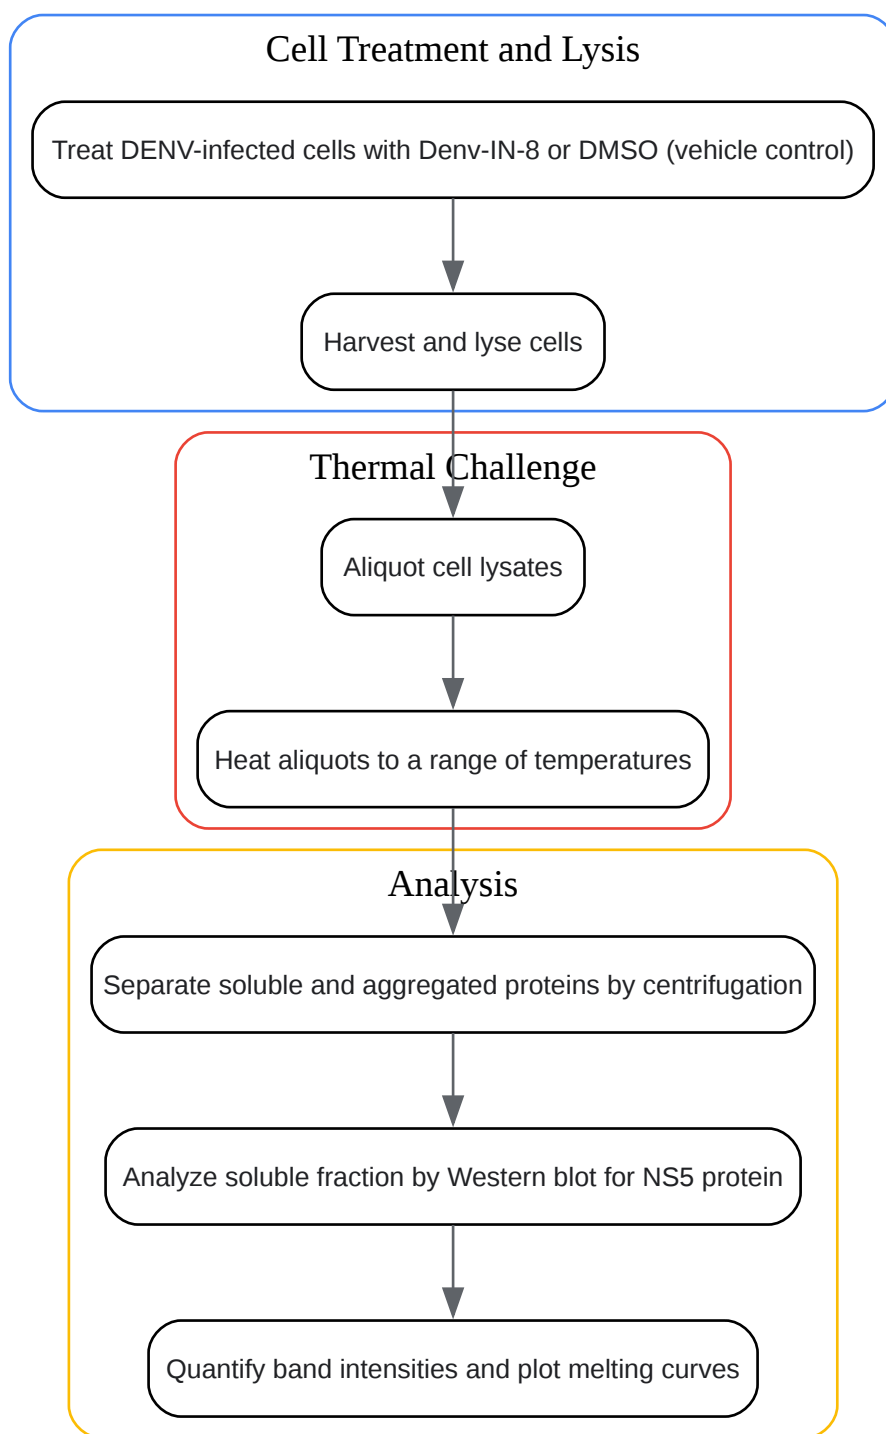 Cell Treatment and Lysis
Treat DENV-infected cells with Denv-IN-8 or DMSO (vehicle control)
Harvest and lyse cells
Thermal Challenge
Aliquot cell lysates
Heat aliquots to a range of temperatures
Analysis
Separate soluble and aggregated proteins by centrifugation
Analyze soluble fraction by Western blot for NS5 protein
Quantify band intensities and plot melting curves